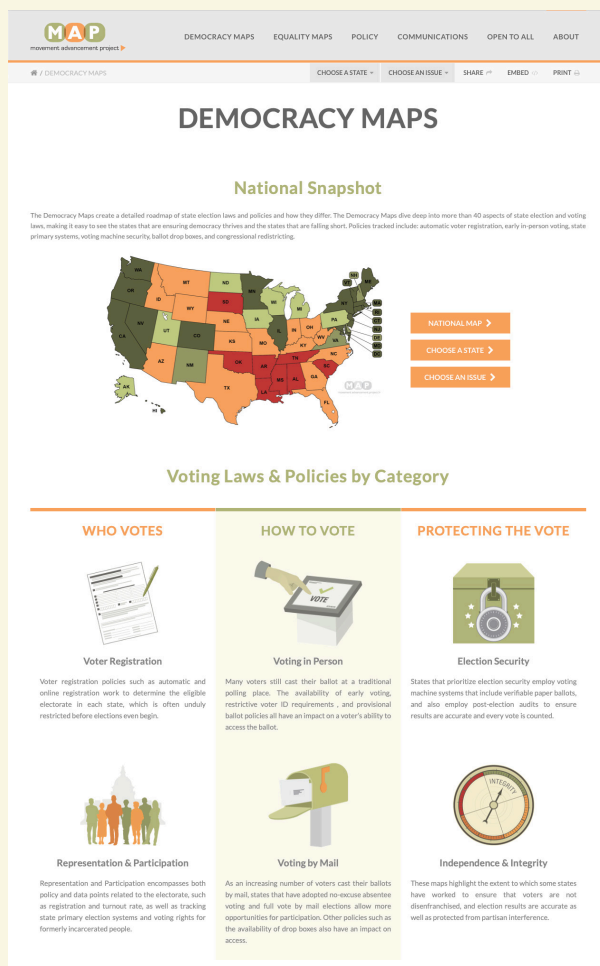 MAP
movement advancement project
DEMOCRACY MAPS EQUALITY MAPS POLICY COMMUNICATIONS OPEN TO ALL ABOUT
/ DEMOCRACY MAPS CHOOSE A STATE CHOOSE AN ISSUE SHARE EMBED PRINT
DEMOCRACY MAPS
National Snapshot
The Democracy Maps create a detailed roadmap of state election laws and policies and how they differ. The Democracy Maps dive deep into more than 40 aspects of state election and voting
laws, making it easy to see the states that are ensuring democracy thrives and the states that are falling short. Policies tracked include: automatic voter registration, early in-person voting, state
primary systems, voting machine security, ballot drop boxes, and congressional redistricting.
WA
OR
CA
NV
ID
MT
WY
UT
CO
AZ
NM
ND
SD
NE
KS
OK
TX
MN
IA
MO
AR
LA
WI
IL
MI
IN
OH
KY
TN
MS
AL
GA
FL
SC
NC
VA
WV
PA
NY
VT
NH
ME
MA
RI
CT
NJ
DE
MD
DC
AK
HI
MAP
movement advancement project
NATIONAL MAP
CHOOSE A STATE
CHOOSE AN ISSUE
Voting Laws & Policies by Category
WHO VOTES
Voter Registration
Voter registration policies such as automatic and
online registration work to determine the eligible
electorate in each state, which is often unduly
restricted before elections even begin.
Representation & Participation
Representation and Participation encompasses both
policy and data points related to the electorate, such
as registration and turnout rate, as well as tracking
state primary election systems and voting rights for
formerly incarcerated people.
HOW TO VOTE
VOTE
Voting in Person
Many voters still cast their ballot at a traditional
polling place. The availability of early voting,
restrictive voter ID requirements , and provisional
ballot policies all have an impact on a voter's ability to
access the ballot.
Voting by Mail
As an increasing number of voters cast their ballots
by mail, states that have adopted no-excuse absentee
voting and full vote by mail elections allow more
opportunities for participation. Other policies such as
the availability of drop boxes also have an impact on
access.
PROTECTING THE VOTE
Election Security
States that prioritize election security employ voting
machine systems that include verifiable paper ballots,
and also employ post-election audits to ensure
results are accurate and every vote is counted.
INTEGRITY
Independence & Integrity
These maps highlight the extent to which some states
have worked to ensure that voters are not
disenfranchised, and election results are accurate as
well as protected from partisan interference.